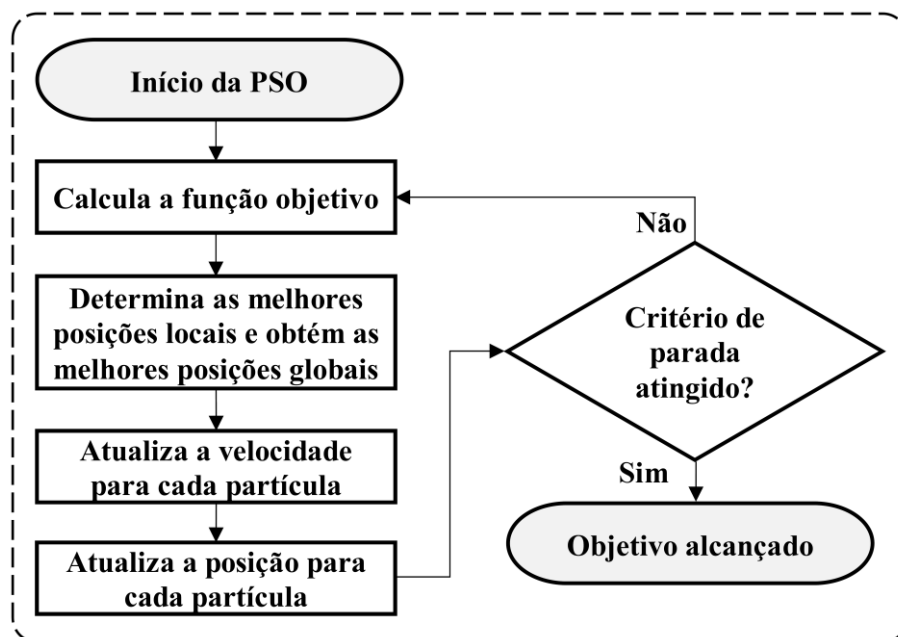 Início da PSO
Calcula a função objetivo
Determina as melhores
posições locais e obtém as
melhores posições globais
Atualiza a velocidade
para cada partícula
Atualiza a posição para
cada partícula
Não
Critério de
parada
atingido?
Sim
Objetivo alcançado